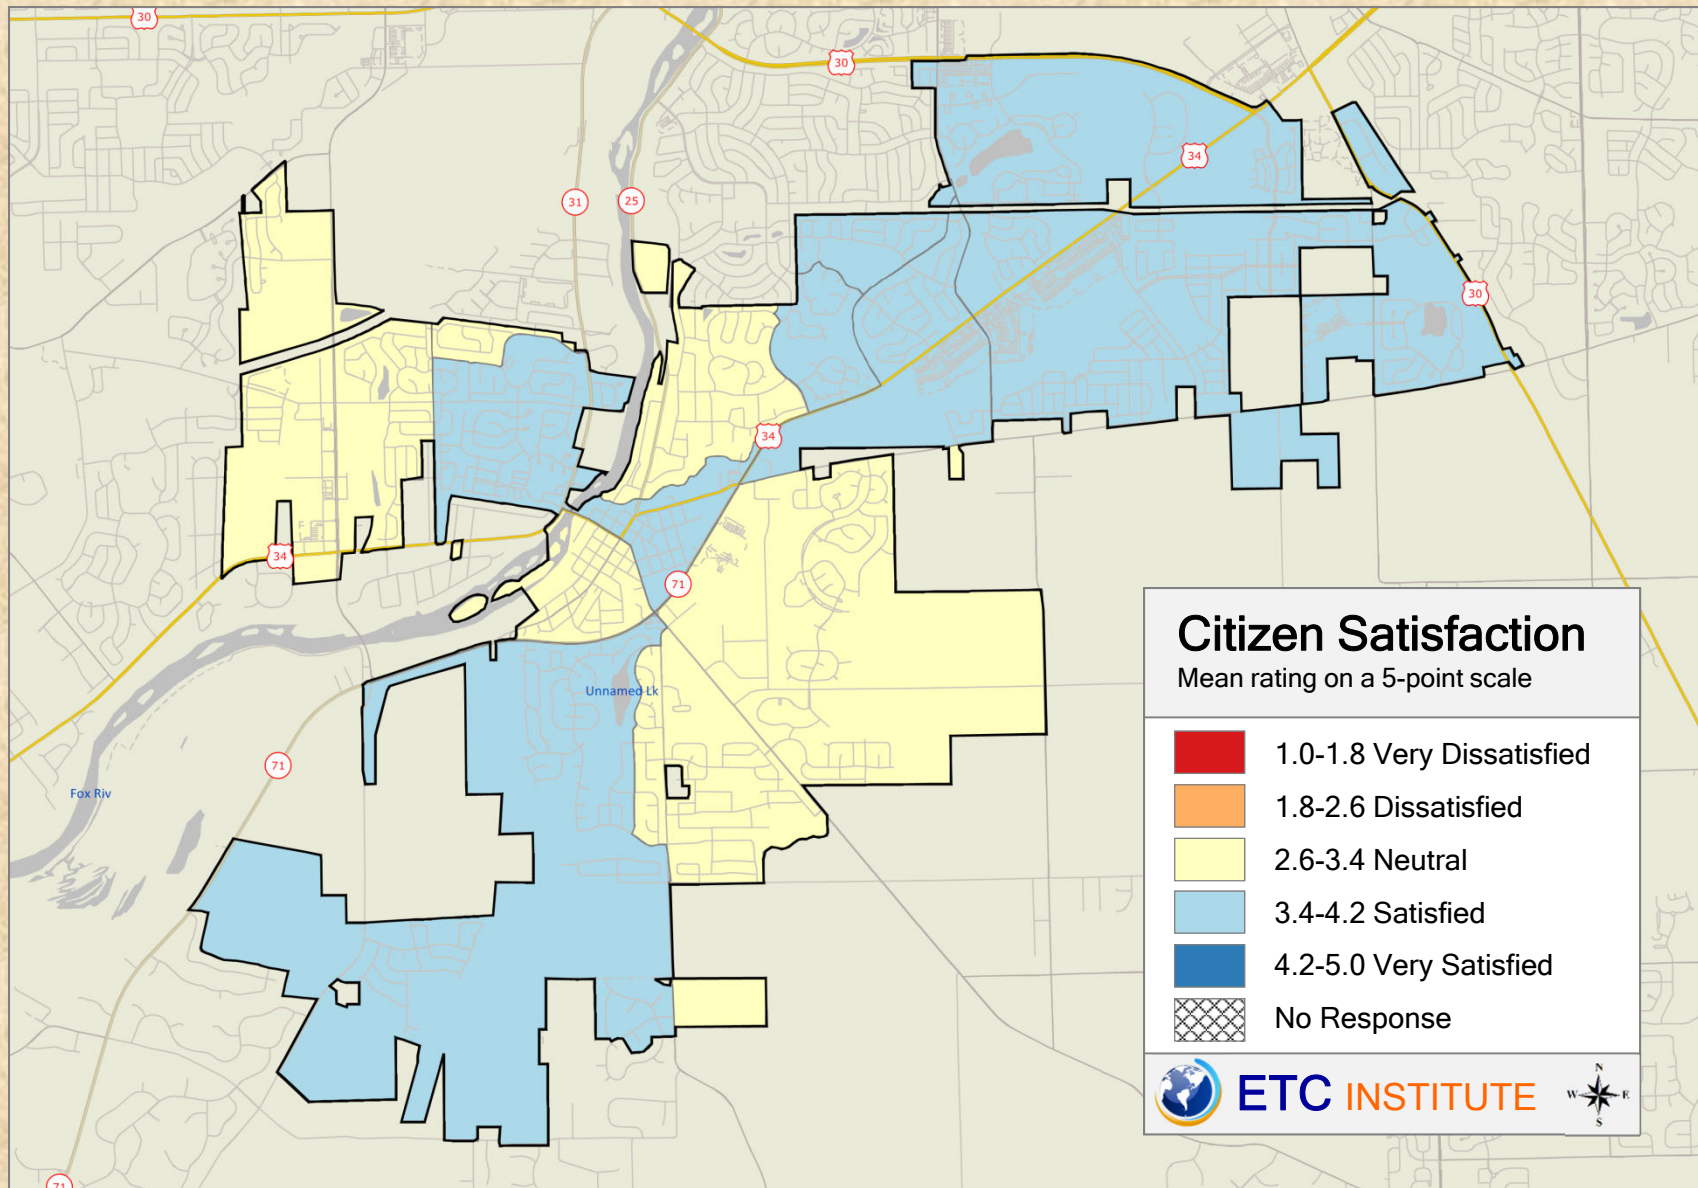 30
30
34
31
25
30
34
34
71
Unnamed Lk
71
Fox Riv
71
Citizen Satisfaction
Mean rating on a 5-point scale
1.0-1.8 Very Dissatisfied
1.8-2.6 Dissatisfied
2.6-3.4 Neutral
3.4-4.2 Satisfied
4.2-5.0 Very Satisfied
No Response
ETC INSTITUTE
N
W E
S